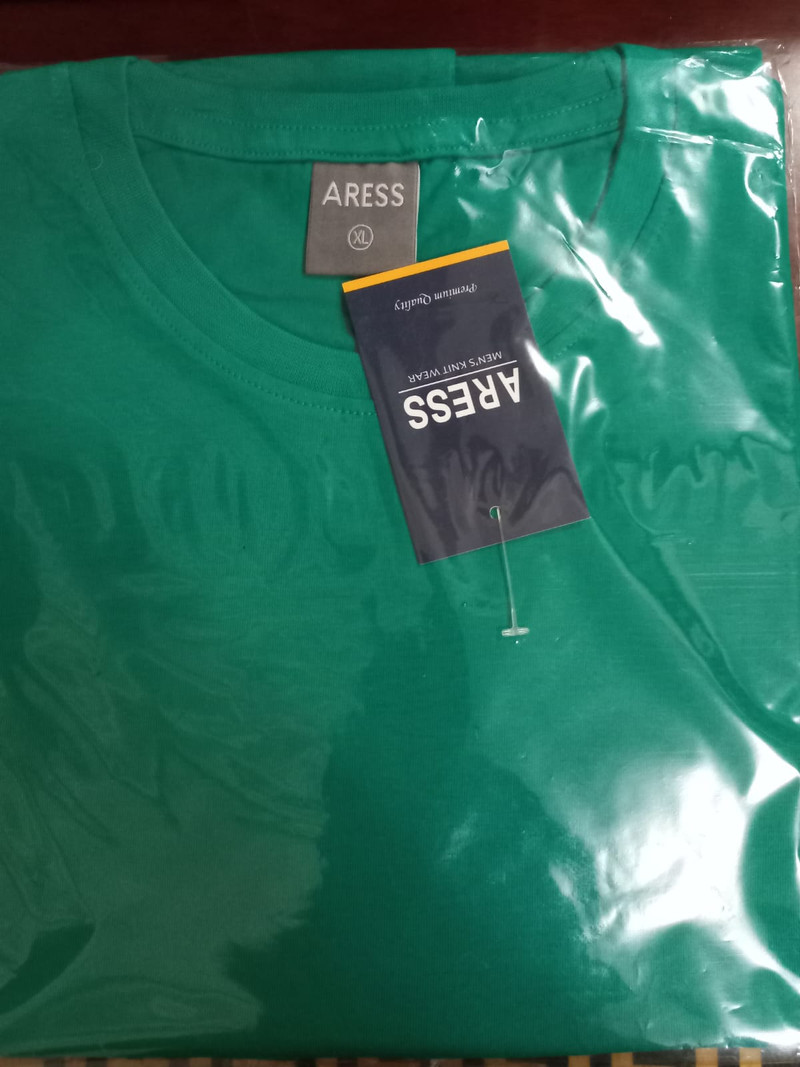 ARESS
XL
ARESS
MEN'S KNIT WEAR
Premium Quality